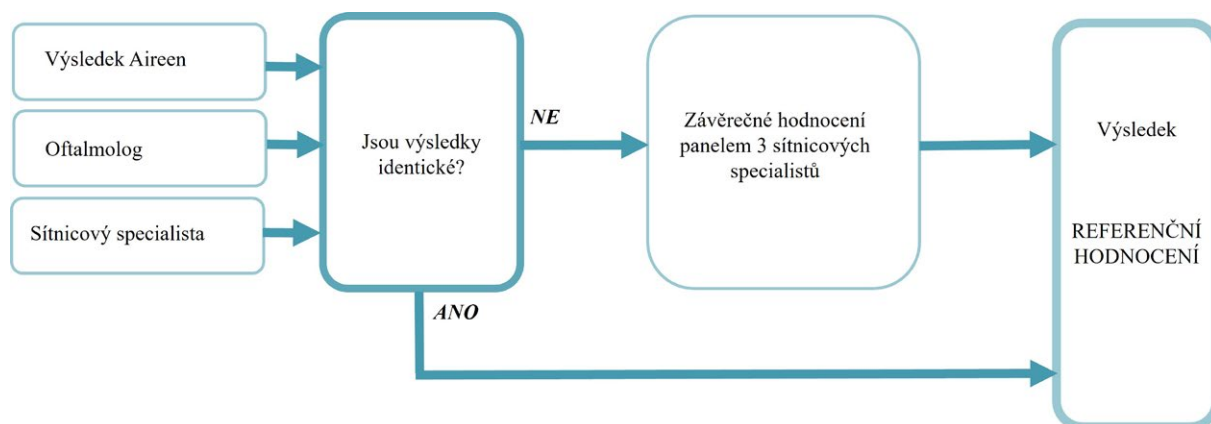 Výsledek Aireen
Oftalmolog
Sítnicový specialista
Jsou výsledky
identické?
NE
ANO
Závěrečné hodnocení
panelem 3 sítnicových
specialistů
Výsledek
REFERENČNÍ
HODNOCENÍ